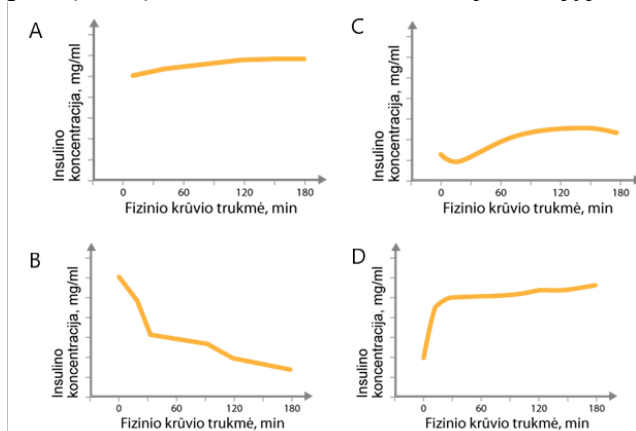 A
Insulino
koncentracija, mg/ml
0 60 120 180
Fizinio krūvio trukmė, min
C
Insulino
koncentracija, mg/ml
0 60 120 180
Fizinio krūvio trukmė, min
B
Insulino
koncentracija, mg/ml
0 60 120 180
Fizinio krūvio trukmė, min
D
Insulino
koncentracija, mg/ml
0 60 120 180
Fizinio krūvio trukmė, min